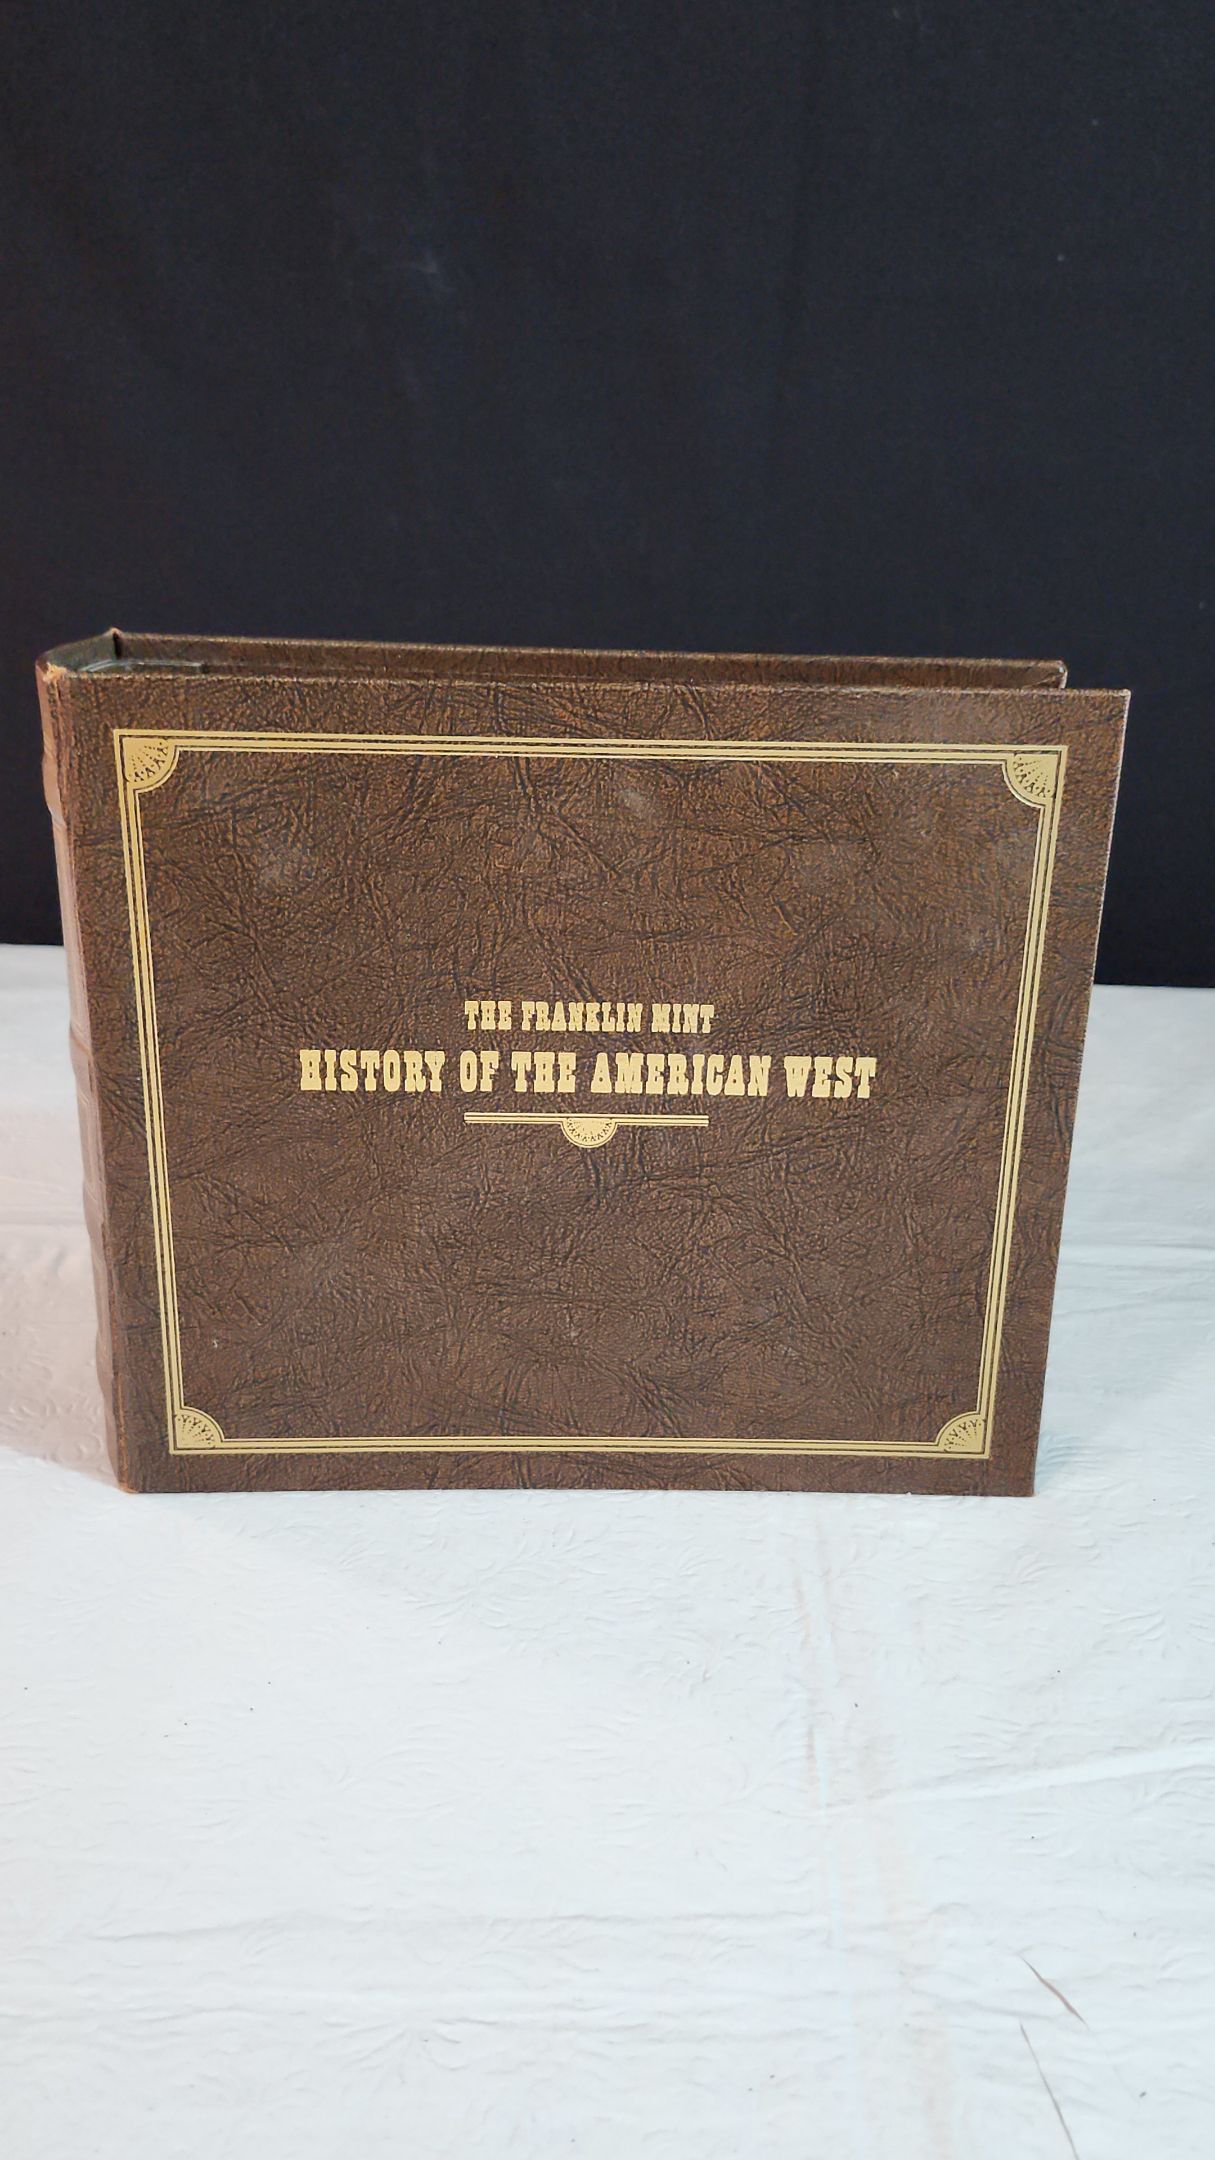 THE FRANKLIN MINT
HISTORY OF THE AMERICAN WEST